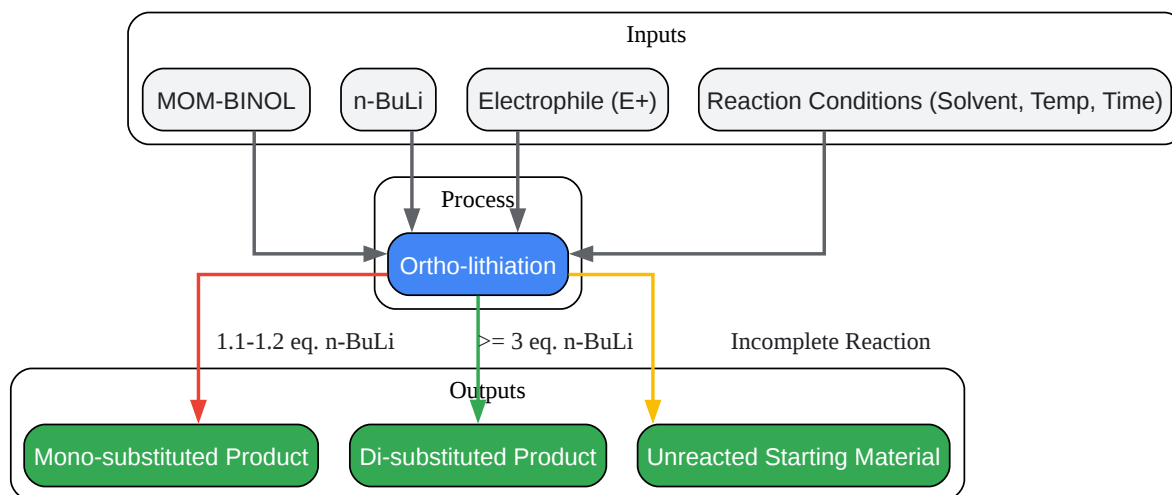 Inputs
MOM-BINOL
n-BuLi
Electrophile (E+)
Reaction Conditions (Solvent, Temp, Time)
Process
Ortho-lithiation
1.1-1.2 eq. n-BuLi
>= 3 eq. n-BuLi
Incomplete Reaction
Outputs
Mono-substituted Product
Di-substituted Product
Unreacted Starting Material